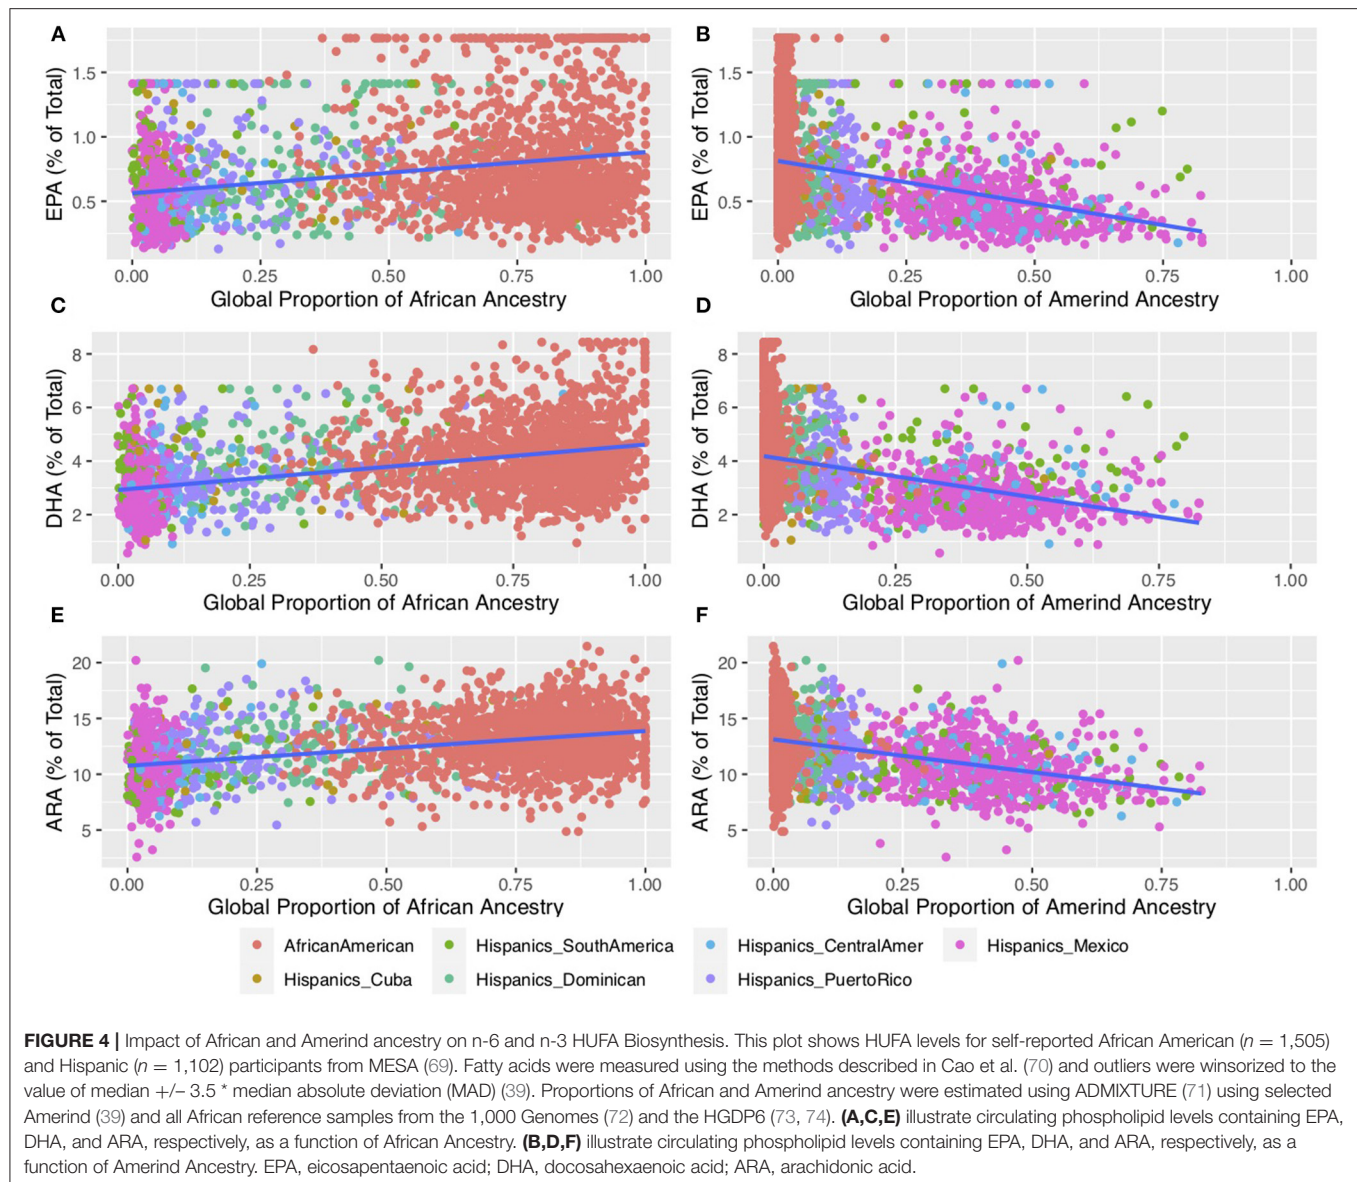 A
EPA (% of Total)
1.5
1.0
0.5
0.00 0.25 0.50 0.75 1.00
Global Proportion of African Ancestry
B
EPA (% of Total)
1.5
1.0
0.5
0.00 0.25 0.50 0.75 1.00
Global Proportion of Amerind Ancestry
C
DHA (% of Total)
8
6
4
2
0.00 0.25 0.50 0.75 1.00
Global Proportion of African Ancestry
D
DHA (% of Total)
8
6
4
2
0.00 0.25 0.50 0.75 1.00
Global Proportion of Amerind Ancestry
E
ARA (% of Total)
20
15
10
5
0.00 0.25 0.50 0.75 1.00
Global Proportion of African Ancestry
F
ARA (% of Total)
20
15
10
5
0.00 0.25 0.50 0.75 1.00
Global Proportion of Amerind Ancestry
AfricanAmerican Hispanics_SouthAmerica Hispanics_CentralAmer Hispanics_Mexico
Hispanics_Cuba Hispanics_Dominican Hispanics_PuertoRico
FIGURE 4 | Impact of African and Amerind ancestry on n-6 and n-3 HUFA Biosynthesis. This plot shows HUFA levels for self-reported African American (n = 1,505)
and Hispanic (n = 1,102) participants from MESA (69). Fatty acids were measured using the methods described in Cao et al. (70) and outliers were winsorized to the
value of median +/− 3.5 * median absolute deviation (MAD) (39). Proportions of African and Amerind ancestry were estimated using ADMIXTURE (71) using selected
Amerind (39) and all African reference samples from the 1,000 Genomes (72) and the HGDP6 (73, 74). (A,C,E) illustrate circulating phospholipid levels containing EPA,
DHA, and ARA, respectively, as a function of African Ancestry. (B,D,F) illustrate circulating phospholipid levels containing EPA, DHA, and ARA, respectively, as a
function of Amerind Ancestry. EPA, eicosapentaenoic acid; DHA, docosahexaenoic acid; ARA, arachidonic acid.